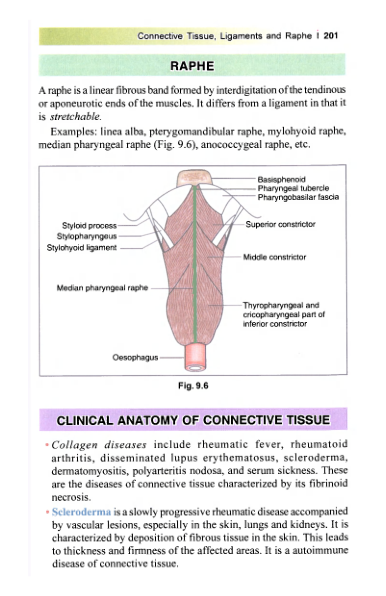 Connective Tissue, Ligaments and Raphe | 201
RAPHE
A raphe is a linear fibrous band formed by interdigitation of the tendinous
or aponeurotic ends of the muscles. It differs from a ligament in that it
is stretchable.
Examples: linea alba, pterygomandibular raphe, mylohyoid raphe,
median pharyngeal raphe (Fig. 9.6), anococcygeal raphe, etc.
Basisphenoid
Pharyngeal tubercle
Pharyngobasilar fascia
Styloid process
Stylopharyngeus
Stylohyoid ligament
Superior constrictor
Middle constrictor
Median pharyngeal raphe
Thyropharyngeal and
cricopharyngeal part of
inferior constrictor
Oesophagus
Fig. 9.6
CLINICAL ANATOMY OF CONNECTIVE TISSUE
• Collagen diseases include rheumatic fever, rheumatoid
arthritis, disseminated lupus erythematosus, scleroderma,
dermatomyositis, polyarteritis nodosa, and serum sickness. These
are the diseases of connective tissue characterized by its fibrinoid
necrosis.
• Scleroderma is a slowly progressive rheumatic disease accompanied
by vascular lesions, especially in the skin, lungs and kidneys. It is
characterized by deposition of fibrous tissue in the skin. This leads
to thickness and firmness of the affected areas. It is a autoimmune
disease of connective tissue.